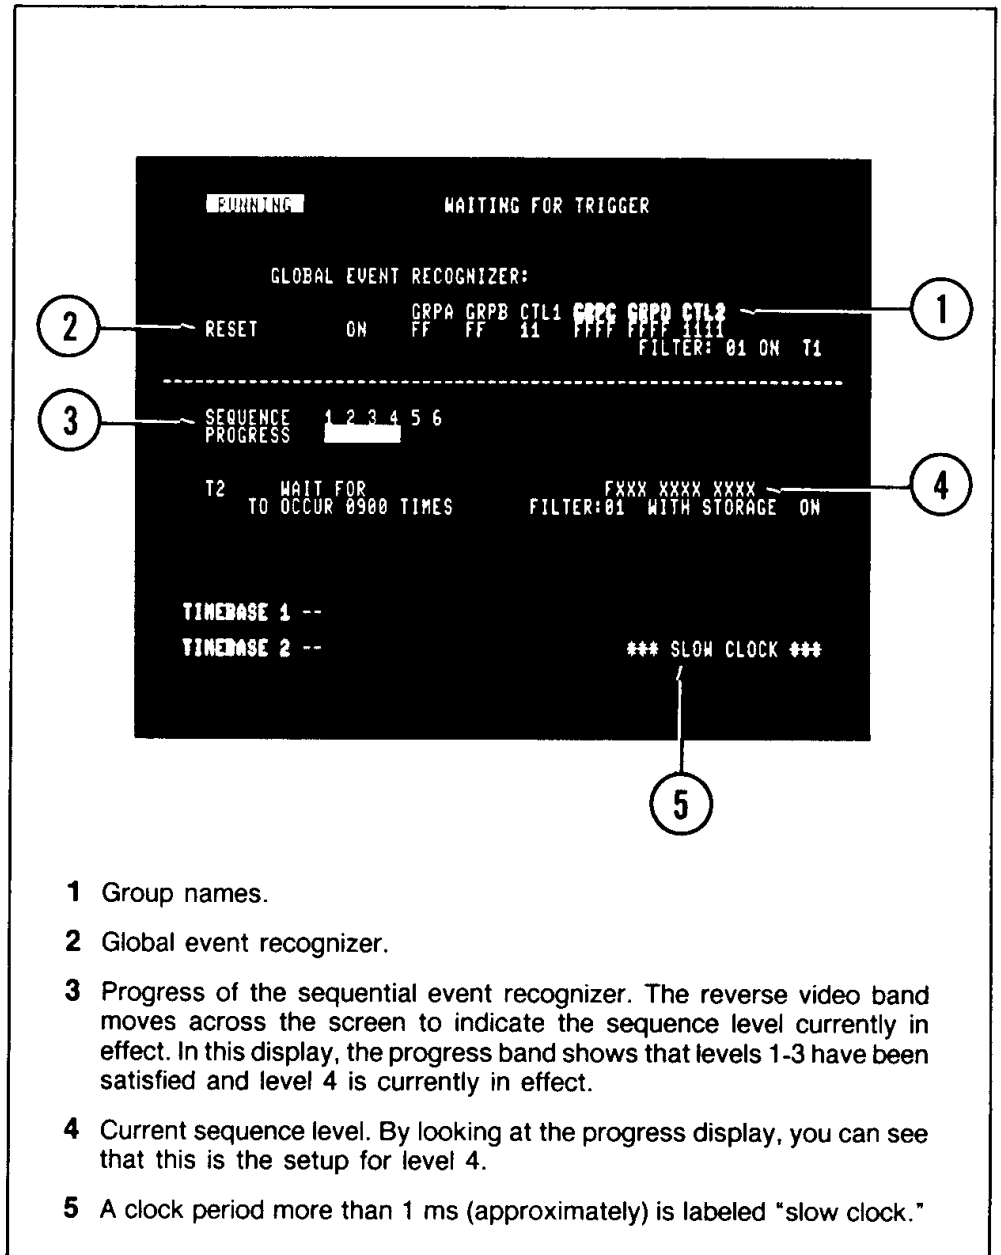 RUNNING WAITING FOR TRIGGER
GLOBAL EVENT RECOGNIZER:
GRPA GRPB CTL1 GRPC GRPD CTL2
RESET ON FF FF 11 FFFF FFFF 1111
FILTER: 01 ON T1
SEQUENCE 1 2 3 4 5 6
PROGRESS
T2 WAIT FOR FXXX XXXX XXXX
TO OCCUR 0900 TIMES FILTER:01 WITH STORAGE ON
TIMEBASE 1 --
TIMEBASE 2 -- *** SLOW CLOCK ***
1
2
3
4
5
1 Group names.
2 Global event recognizer.
3 Progress of the sequential event recognizer. The reverse video band
moves across the screen to indicate the sequence level currently in
effect. In this display, the progress band shows that levels 1-3 have been
satisfied and level 4 is currently in effect.
4 Current sequence level. By looking at the progress display, you can see
that this is the setup for level 4.
5 A clock period more than 1 ms (approximately) is labeled "slow clock."